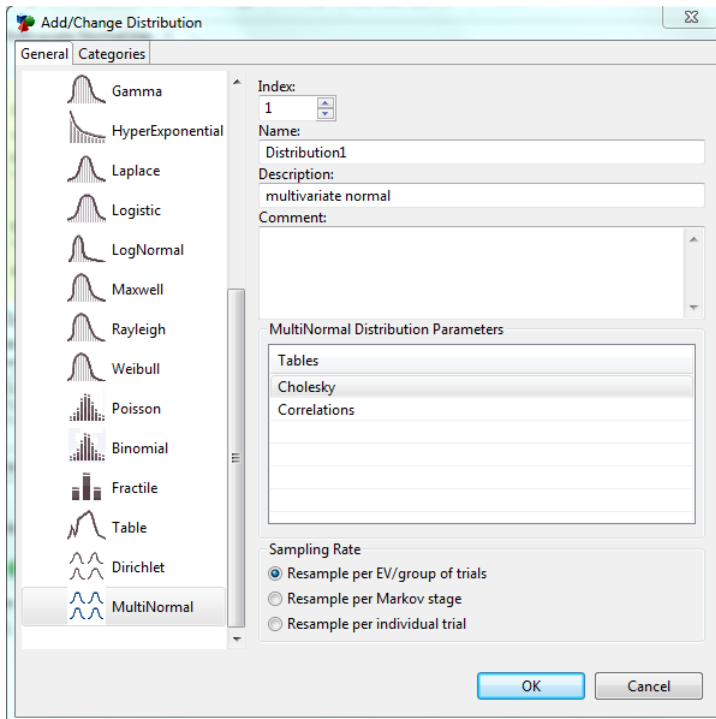 Add/Change Distribution
General
Categories
Gamma
HyperExponential
Laplace
Logistic
LogNormal
Maxwell
Rayleigh
Weibull
Poisson
Binomial
Fractile
Table
Dirichlet
MultiNormal
Index:
1
Name:
Distribution1
Description:
multivariate normal
Comment:
MultiNormal Distribution Parameters
Tables
Cholesky
Correlations
Sampling Rate
Resample per EV/group of trials
Resample per Markov stage
Resample per individual trial
OK
Cancel